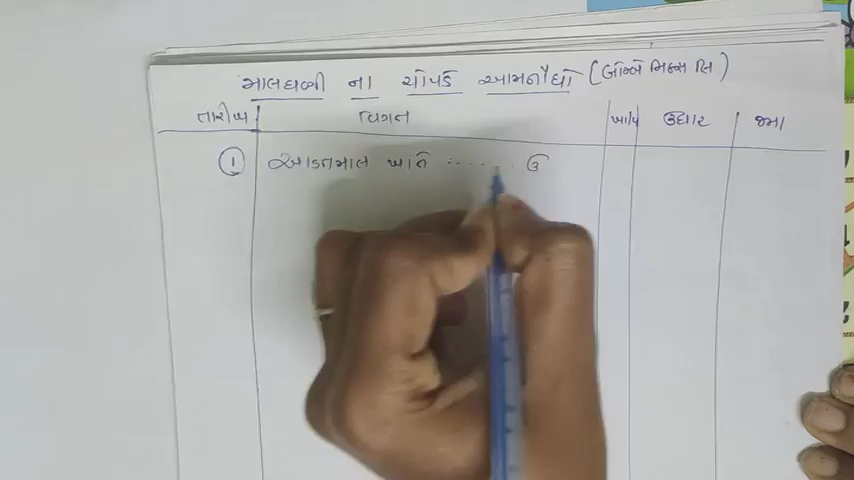 માલધણી ના ચોપડે આમનોંધો (બોમ્બે મિલ્સ લિ)
તારીખ વિગત ખા/પા ઉધાર જમા
① આડતમાલ ખાતે ....... ઉ